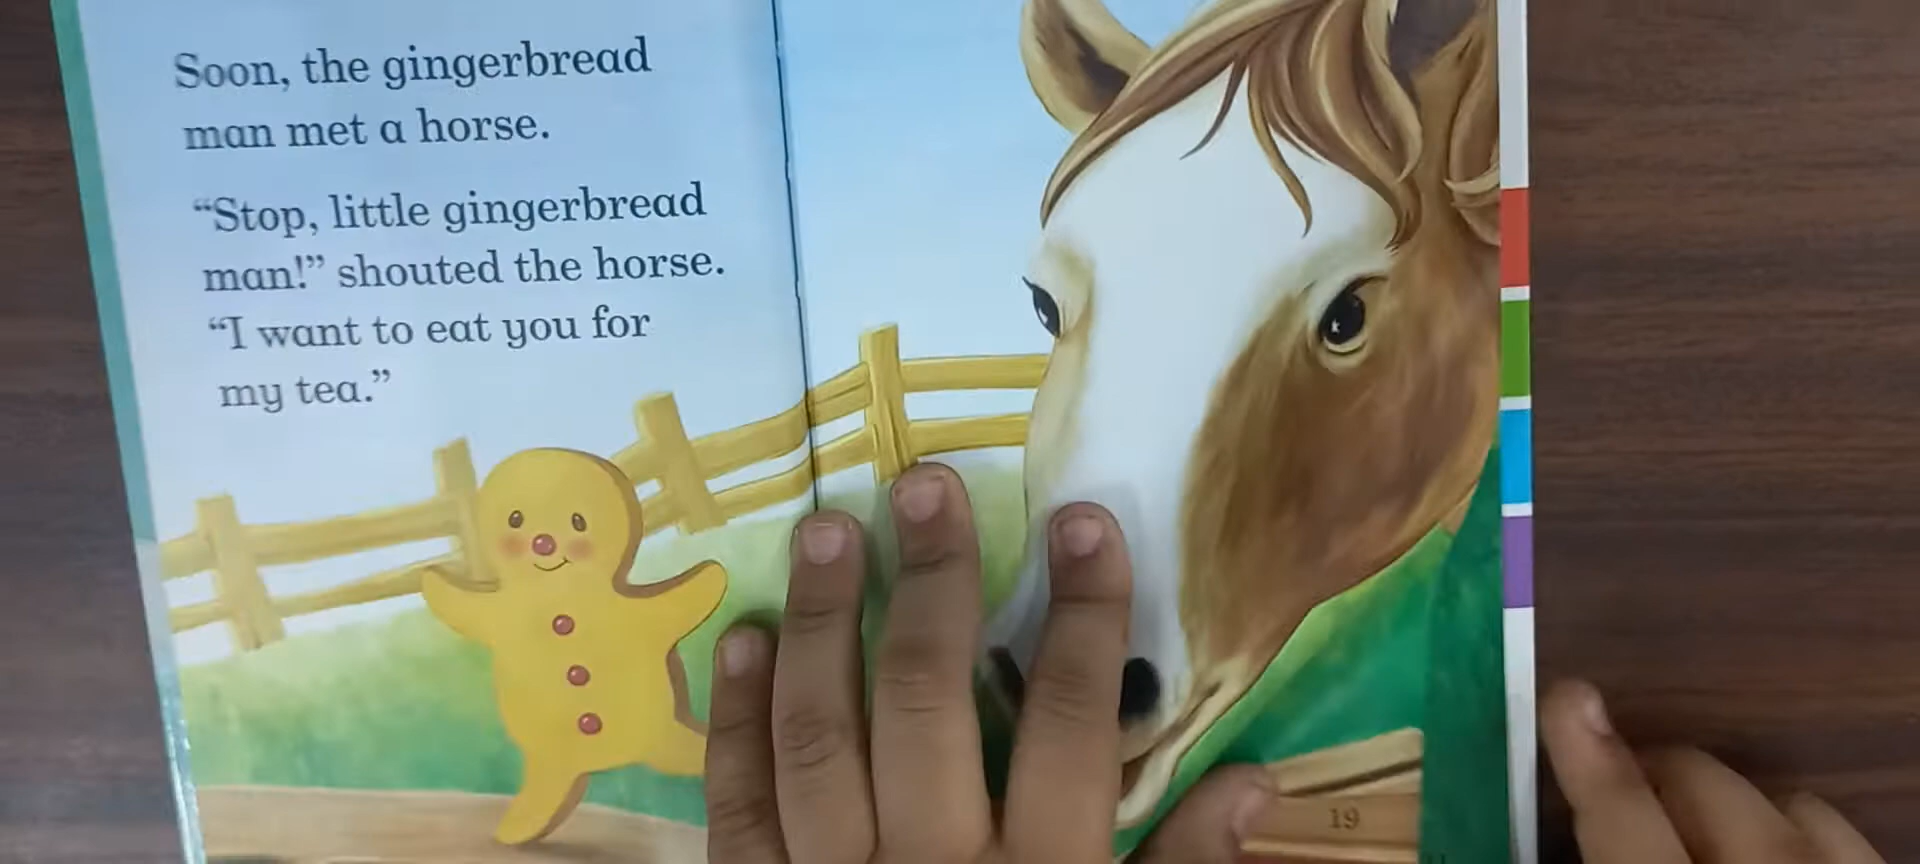 Soon, the gingerbread
man met a horse.
“Stop, little gingerbread
man!” shouted the horse.
“I want to eat you for
my tea.”
19